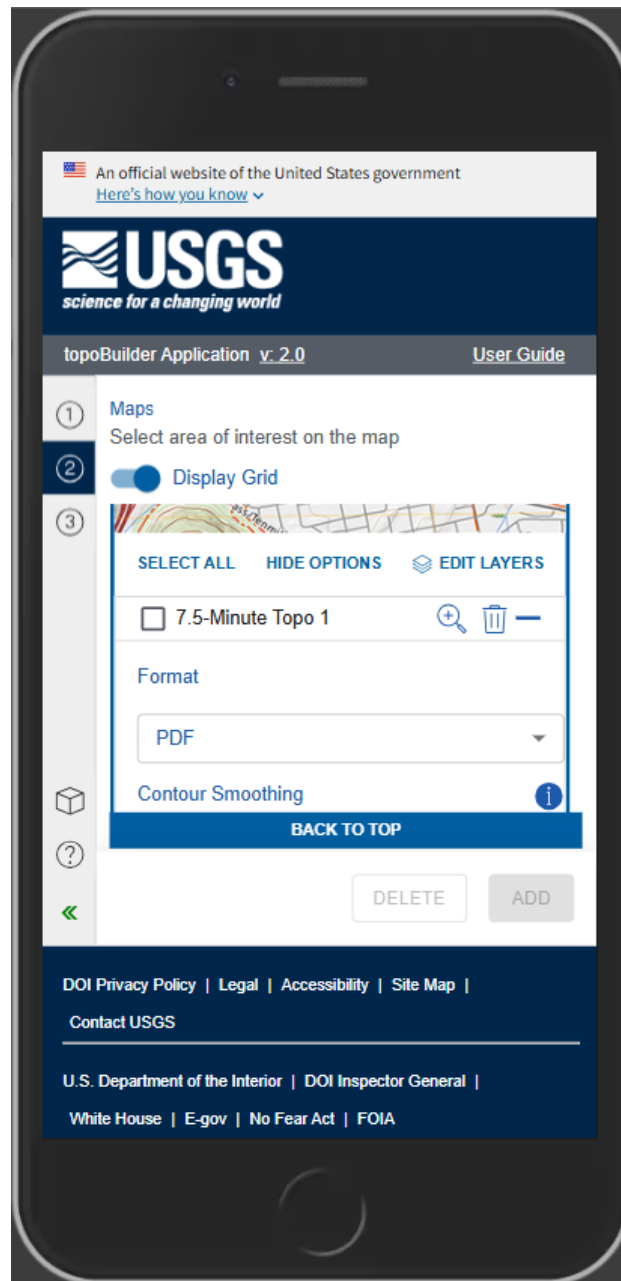 An official website of the United States government
Here's how you know
USGS
science for a changing world
topoBuilder Application v: 2.0 User Guide
1
Maps
Select area of interest on the map
2
Display Grid
3
SELECT ALL HIDE OPTIONS EDIT LAYERS
7.5-Minute Topo 1
Format
PDF
Contour Smoothing i
BACK TO TOP
?
DELETE ADD
DOI Privacy Policy | Legal | Accessibility | Site Map |
Contact USGS
U.S. Department of the Interior | DOI Inspector General |
White House | E-gov | No Fear Act | FOIA